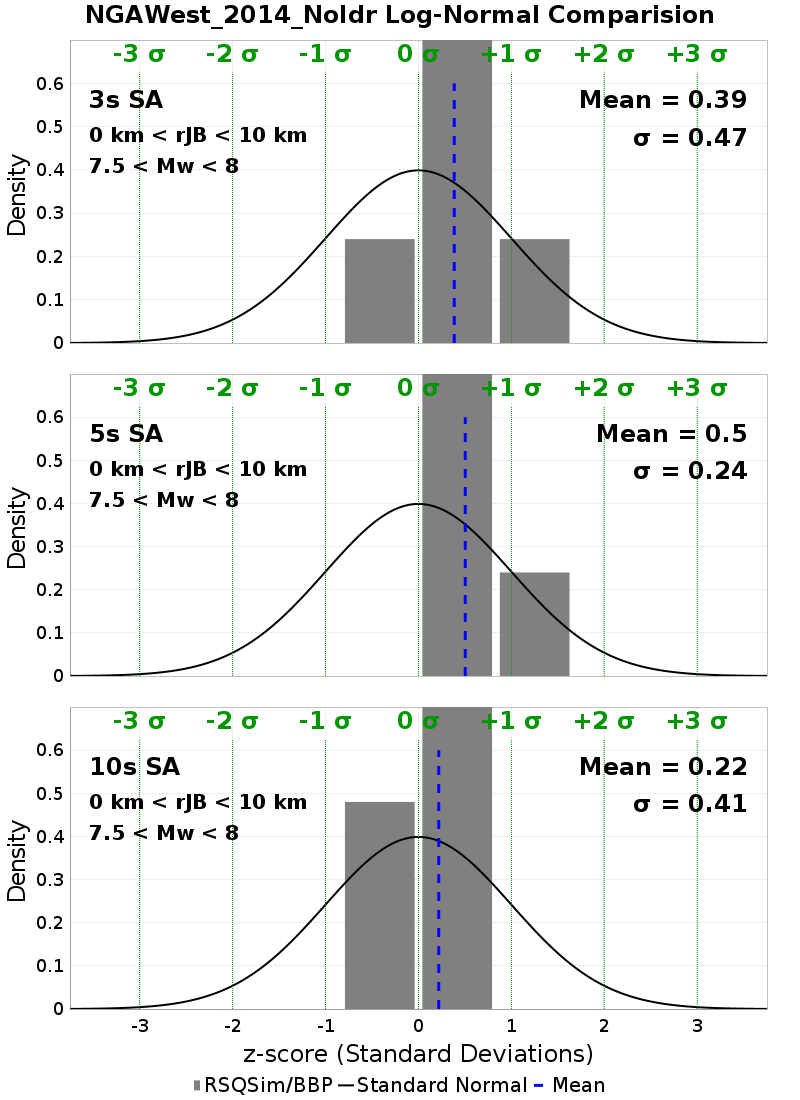 NGAWest_2014_NoIdr Log-Normal Comparision
-3 σ -2 σ -1 σ 0 σ +1 σ +2 σ +3 σ
0.6
3s SA Mean = 0.39
0.5
0 km < rJB < 10 km σ = 0.47
7.5 < Mw < 8
0.4
0.3
0.2
0.1
0
Density
-3 σ -2 σ -1 σ 0 σ +1 σ +2 σ +3 σ
0.6
5s SA Mean = 0.5
0.5
0 km < rJB < 10 km σ = 0.24
7.5 < Mw < 8
0.4
0.3
0.2
0.1
0
Density
-3 σ -2 σ -1 σ 0 σ +1 σ +2 σ +3 σ
0.6
10s SA Mean = 0.22
0.5
0 km < rJB < 10 km σ = 0.41
7.5 < Mw < 8
0.4
0.3
0.2
0.1
0
Density
-3 -2 -1 0 1 2 3
z-score (Standard Deviations)
RSQSim/BBP Standard Normal Mean